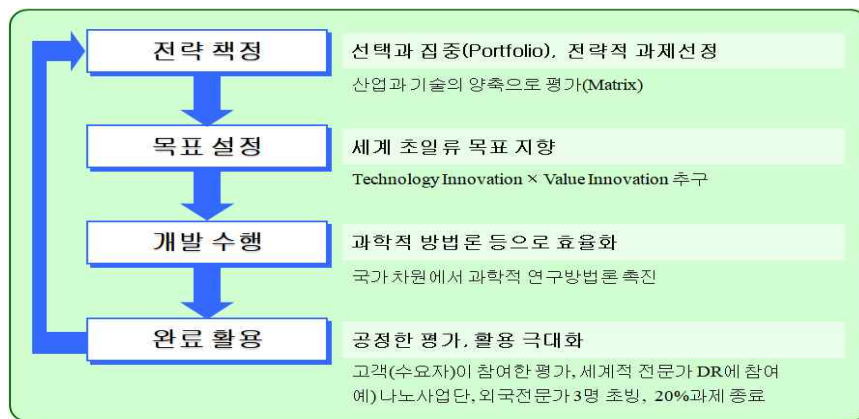 전략 책정
선택과 집중(Portfolio), 전략적 과제선정
산업과 기술의 양축으로 평가(Matrix)
목표 설정
세계 초일류 목표 지향
Technology Innovation × Value Innovation 추구
개발 수행
과학적 방법론 등으로 효율화
국가 차원에서 과학적 연구방법론 촉진
완료 활용
공정한 평가, 활용 극대화
고객(수요자)이 참여한 평가, 세계적 전문가 DR에 참여
예) 나노사업단, 외국전문가 3명 초빙, 20%과제 종료